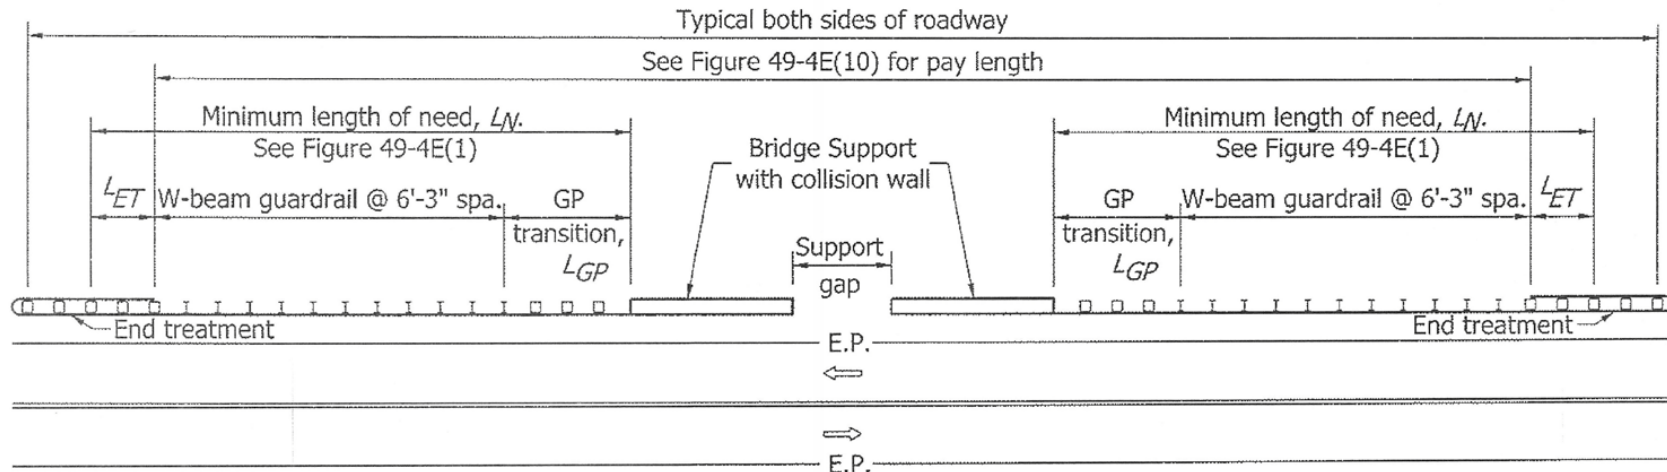 Typical both sides of roadway
See Figure 49-4E(10) for pay length
Minimum length of need, LN.
See Figure 49-4E(1)
Minimum length of need, LN.
See Figure 49-4E(1)
Bridge Support
with collision wall
LET
W-beam guardrail @ 6'-3" spa.
GP
transition,
LGP
Support
gap
GP
transition,
LGP
W-beam guardrail @ 6'-3" spa.
LET
End treatment
End treatment
E.P.
E.P.